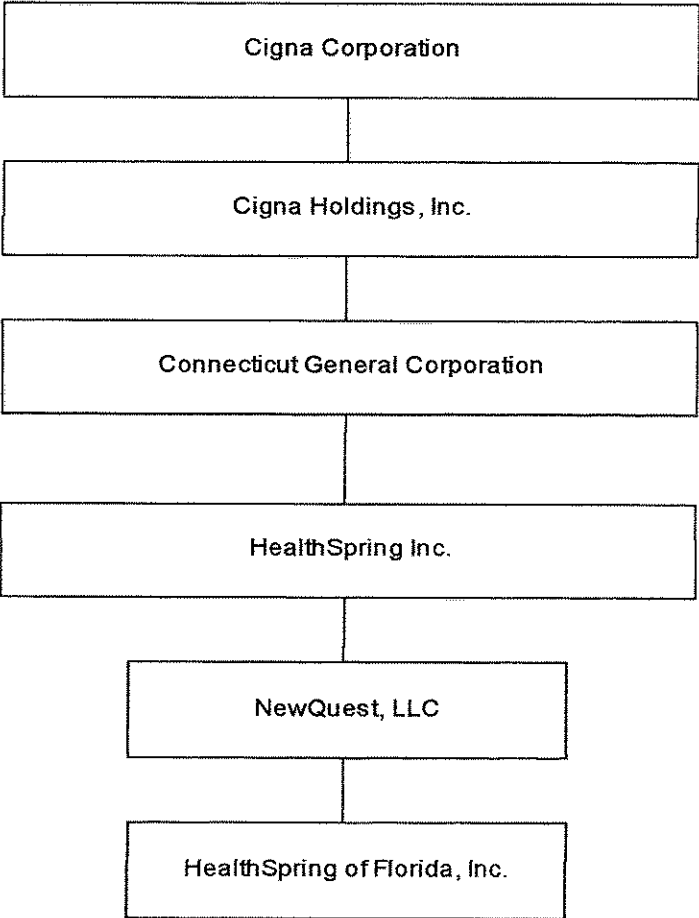 Cigna Corporation
Cigna Holdings, Inc.
Connecticut General Corporation
HealthSpring Inc.
NewQuest, LLC
HealthSpring of Florida, Inc.